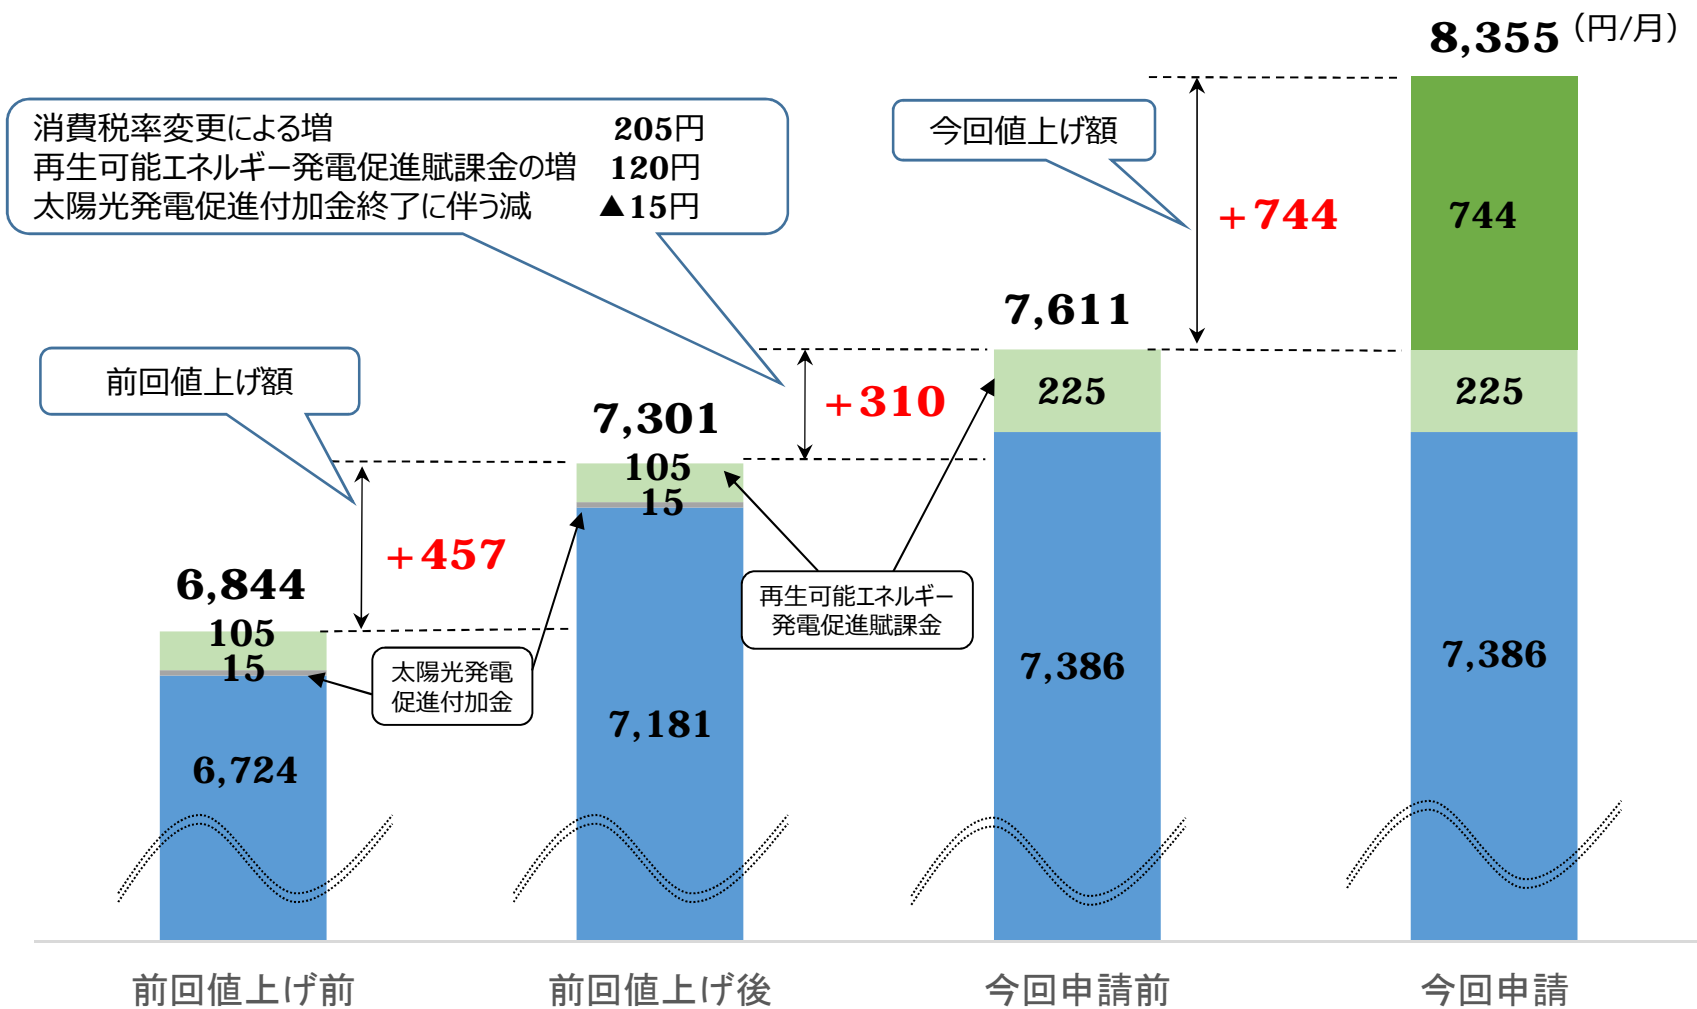 8,355 (円/月)
消費税率変更による増 205円
再生可能エネルギー発電促進賦課金の増 120円
太陽光発電促進付加金終了に伴う減 ▲15円
今回値上げ額
+744
744
7,611
前回値上げ額
225
225
+310
7,301
105
15
+457
6,844
105
15
再生可能エネルギー
発電促進賦課金
太陽光発電
促進付加金
6,724
7,181
7,386
7,386
前回値上げ前
前回値上げ後
今回申請前
今回申請